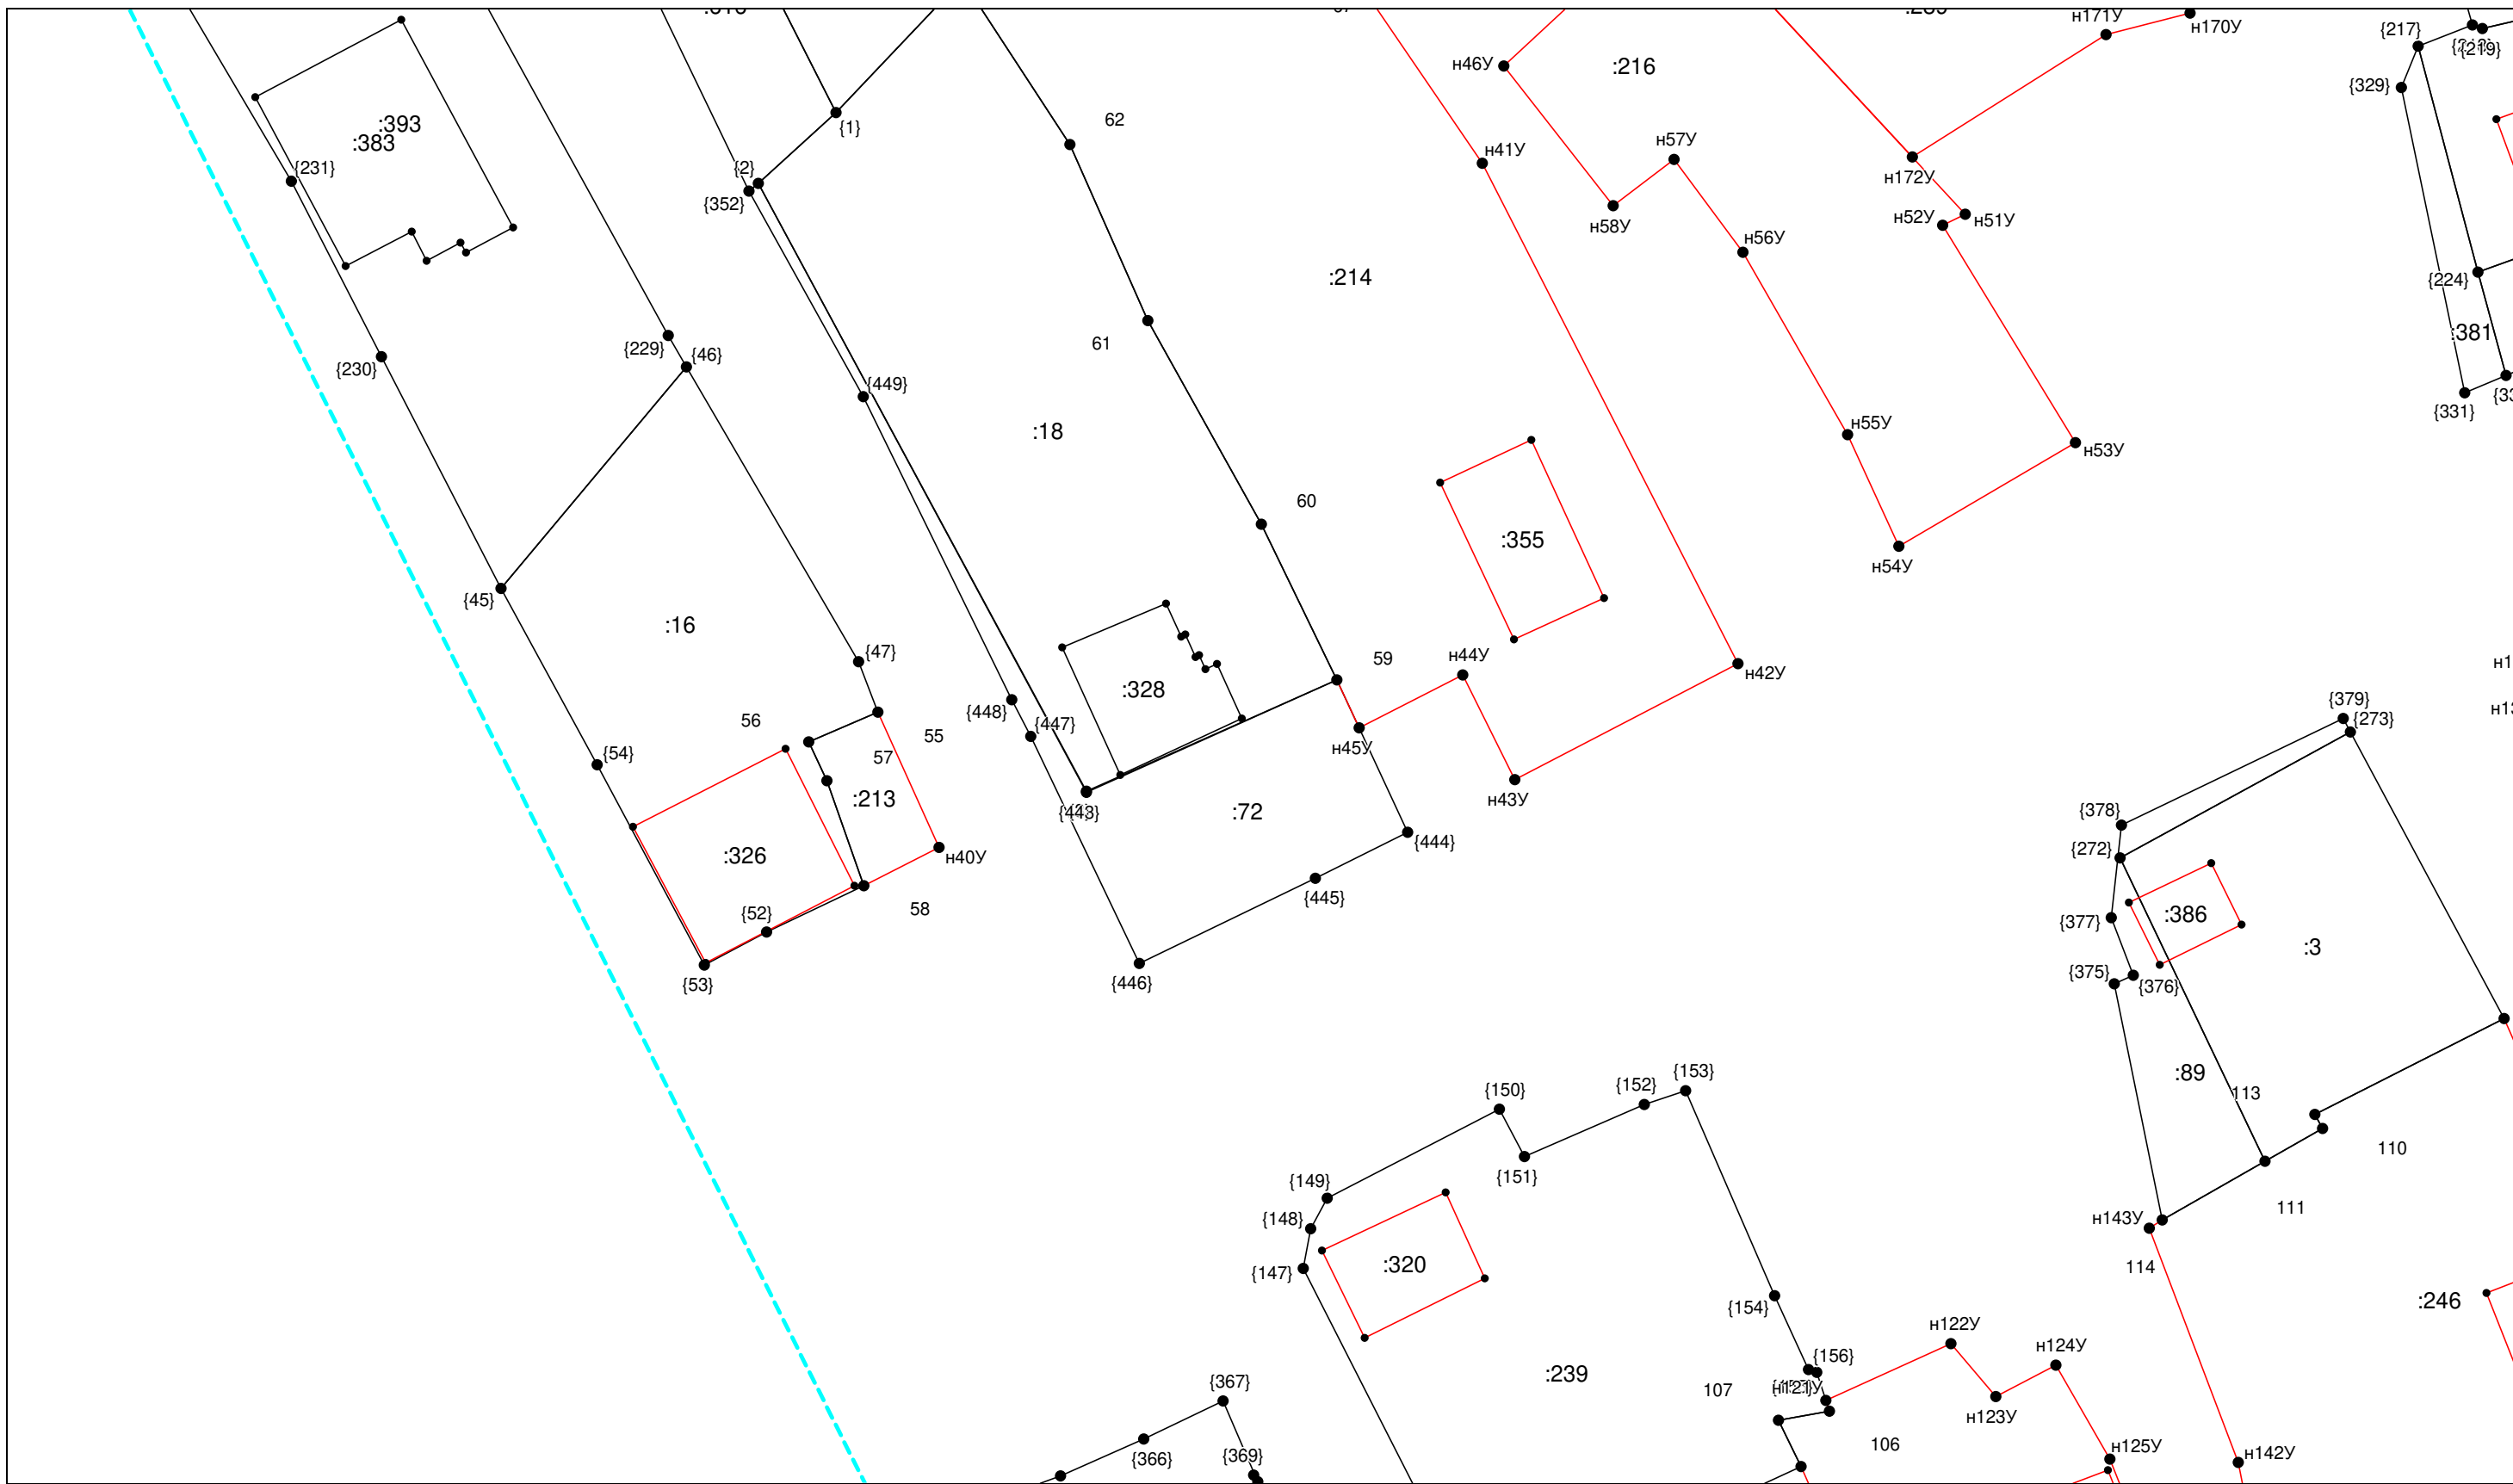 н171У
н170У
{217}
{219}
н46У
:216
{329}
:393
:383
62
{1}
н41У
н57У
н172У
{231}
{2}
{352}
н58У
н52У
н51У
н56У
:214
{224}
:381
{229}
{46}
61
{230}
{449}
{331}
:18
н55У
н53У
60
:355
н54У
{45}
:16
{47}
59
н44У
н42У
:328
{448}
{447}
56
55
н45У
{379}
{273}
{54}
57
:213
н43У
:72
{378}
{444}
:326
н40У
{272}
{445}
{52}
58
{377}
:386
:3
{53}
{446}
{375}
{376}
:89
113
{150}
{152}
{153}
110
{151}
{149}
111
{148}
н143У
:320
{147}
114
{154}
:246
н122У
{156}
н124У
:239
107
н121У
{367}
н123У
106
{366}
{369}
н125У
н142У